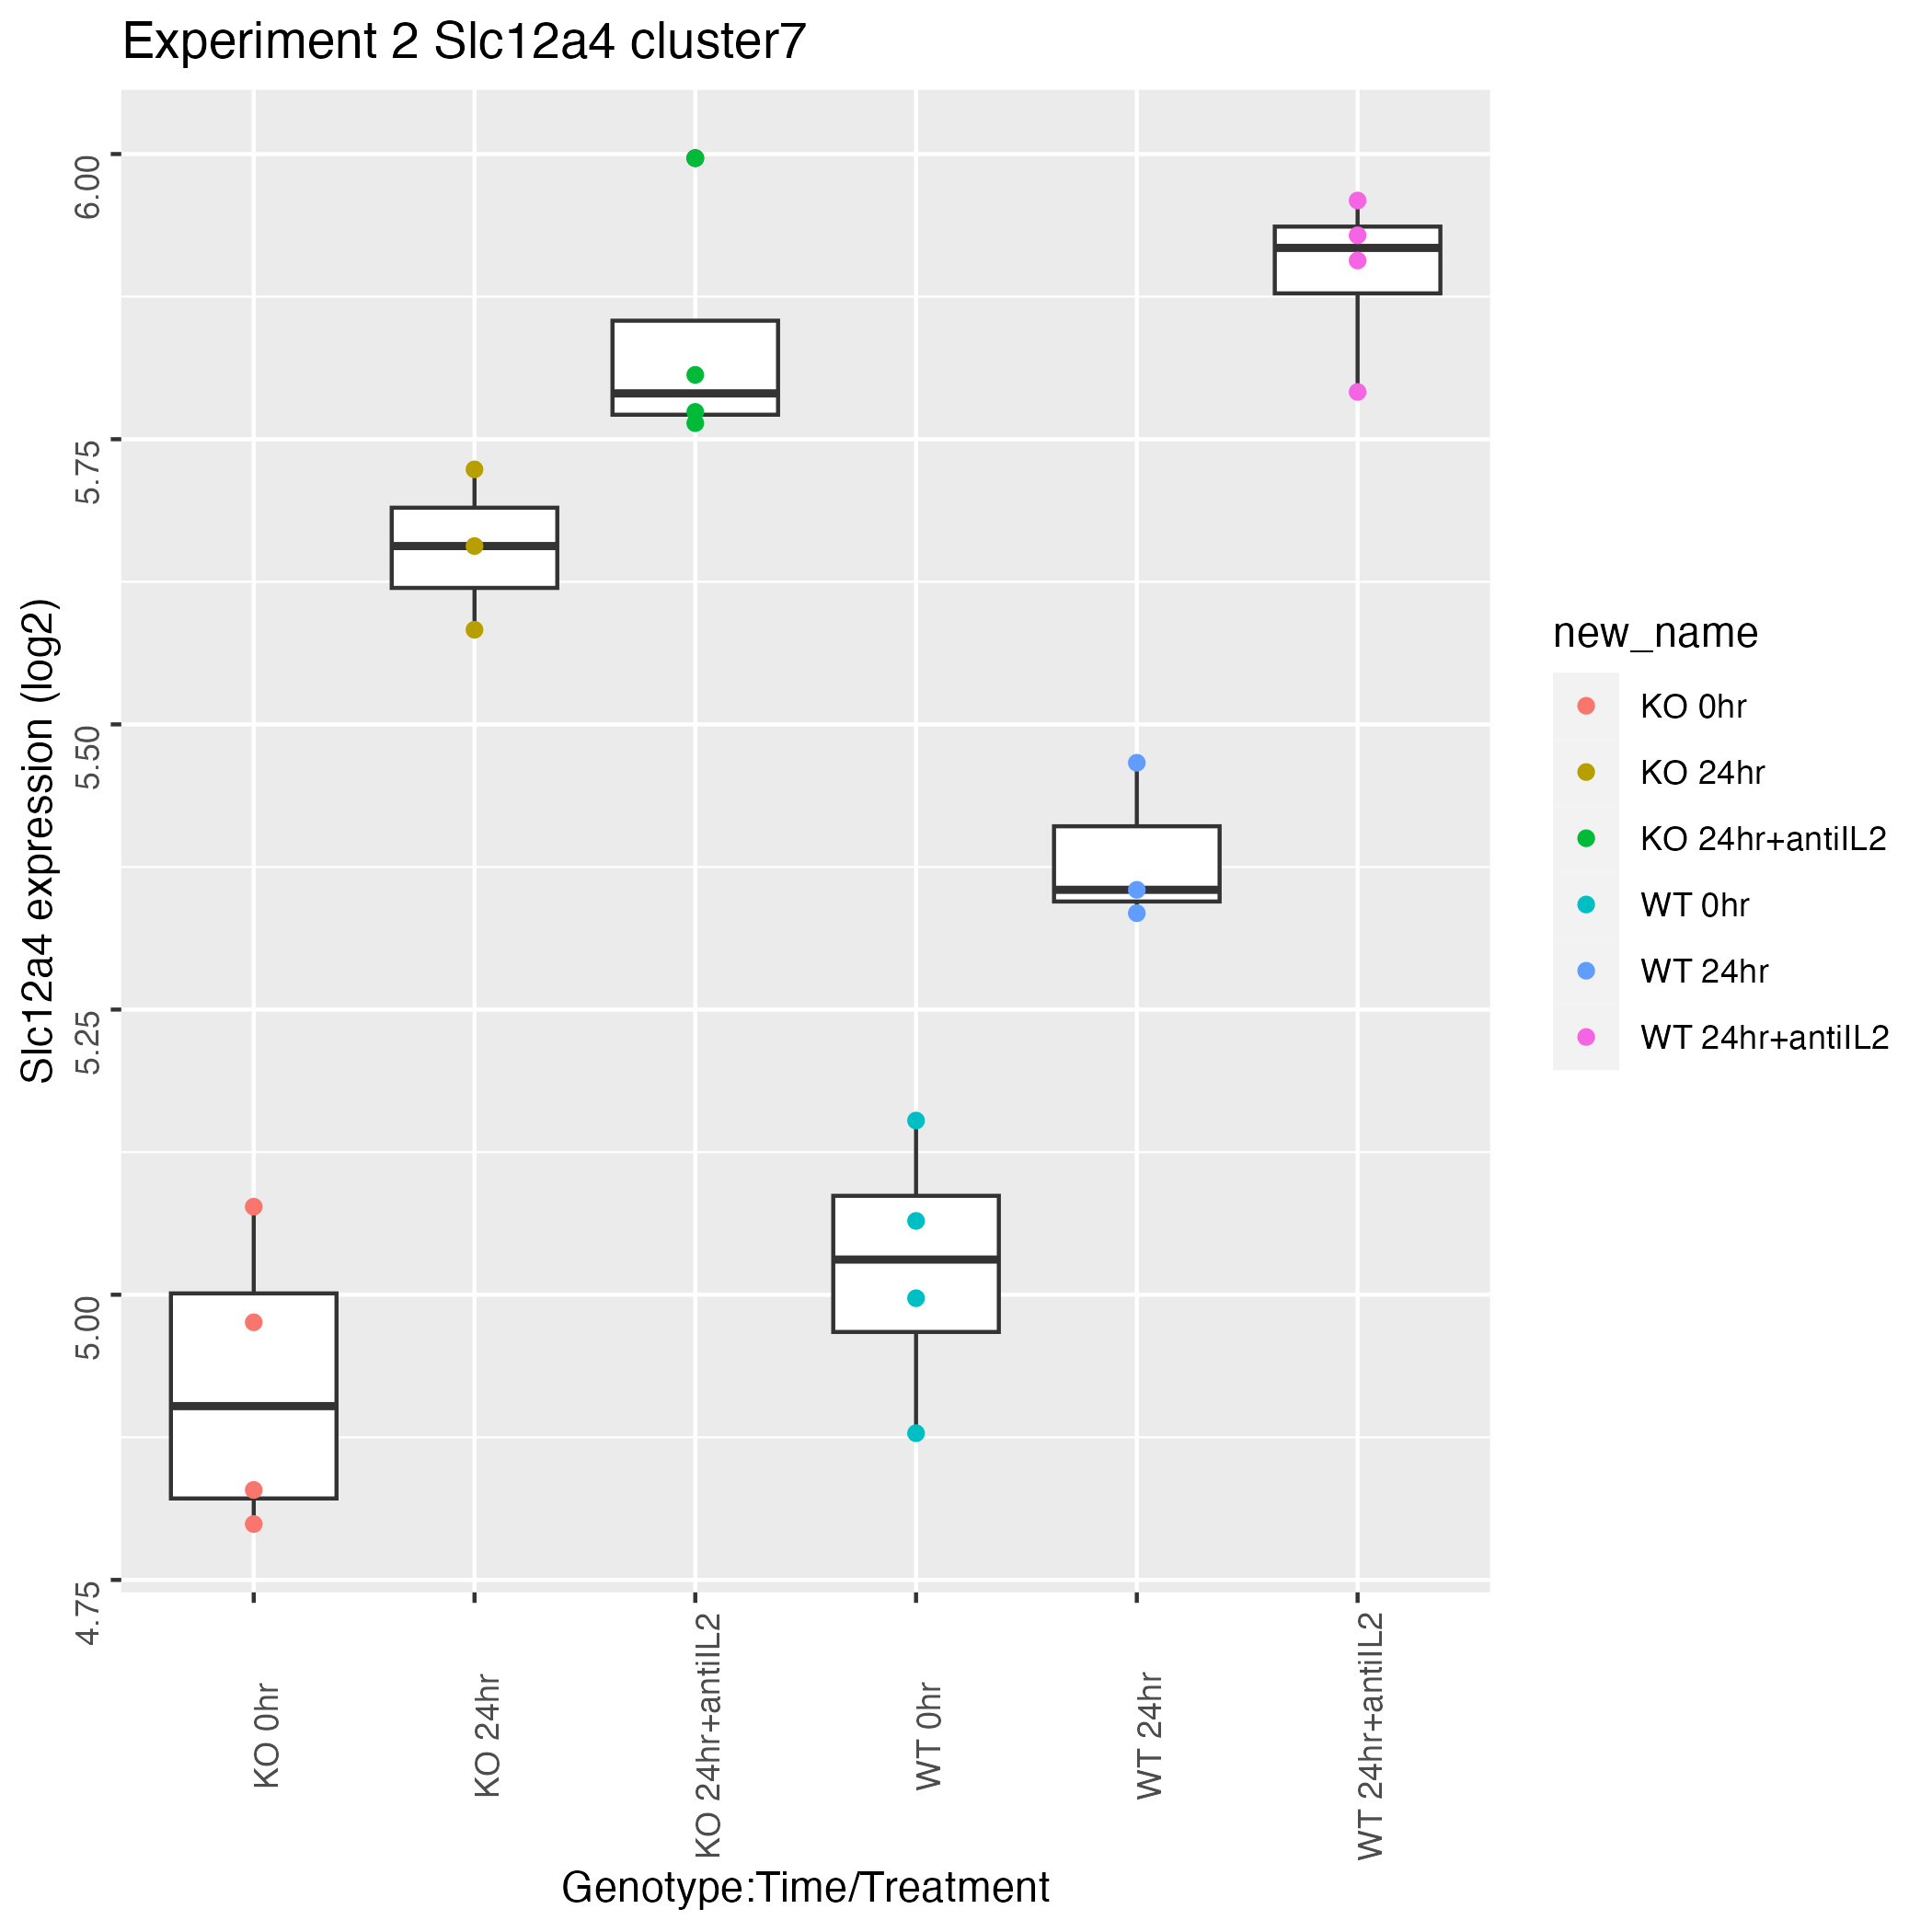 Experiment 2 Slc12a4 cluster7
Slc12a4 expression (log2)
6.00
5.75
5.50
5.25
5.00
4.75
KO 0hr
KO 24hr
KO 24hr+antiIL2
WT 0hr
WT 24hr
WT 24hr+antiIL2
Genotype:Time/Treatment
new_name
KO 0hr
KO 24hr
KO 24hr+antiIL2
WT 0hr
WT 24hr
WT 24hr+antiIL2